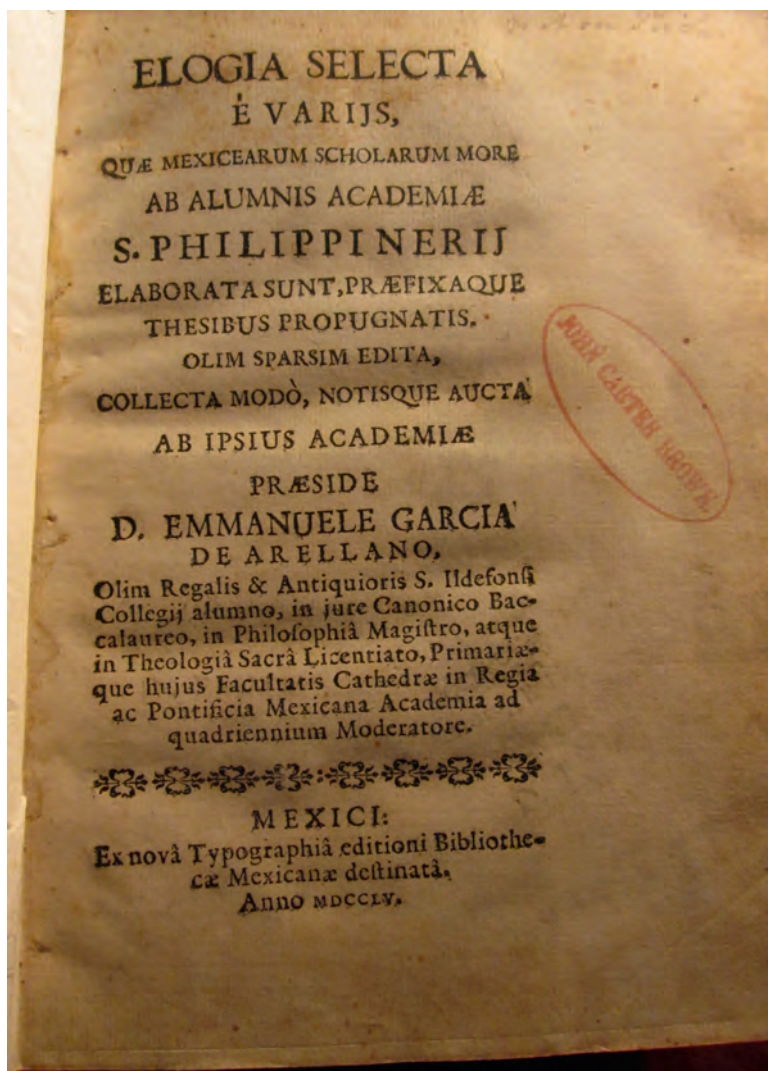 ELOGIA SELECTA
É VARIJS,
QUÆ MEXICEARUM SCHOLARUM MORE
AB ALUMNIS ACADEMIÆ
S. PHILIPPI NERIJ
ELABORATA SUNT, PRÆFIXAQUE
THESIBUS PROPUGNATIS.
OLIM SPARSIM EDITA,
COLLECTA MODÒ, NOTISQUE AUCTA
AB IPSIUS ACADEMIÆ
PRÆSIDE
D. EMMANUELE GARCIA
DE ARELLANO,
Olim Regalis & Antiquioris S. Ildefonſi
Collegij alumno, in jure Canonico Bac-
calaureo, in Philoſophiâ Magiſtro, atque
in Theologiâ Sacrâ Licentiato, Primariæ-
que hujus Facultatis Cathedræ in Regia
ac Pontificia Mexicana Academia ad
quadriennium Moderatore.
MEXICI:
Ex novâ Typographiâ editioni Bibliothe-
cæ Mexicanæ deſtinatâ.
Anno MDCCLV.
JOHN CARTER BROWN